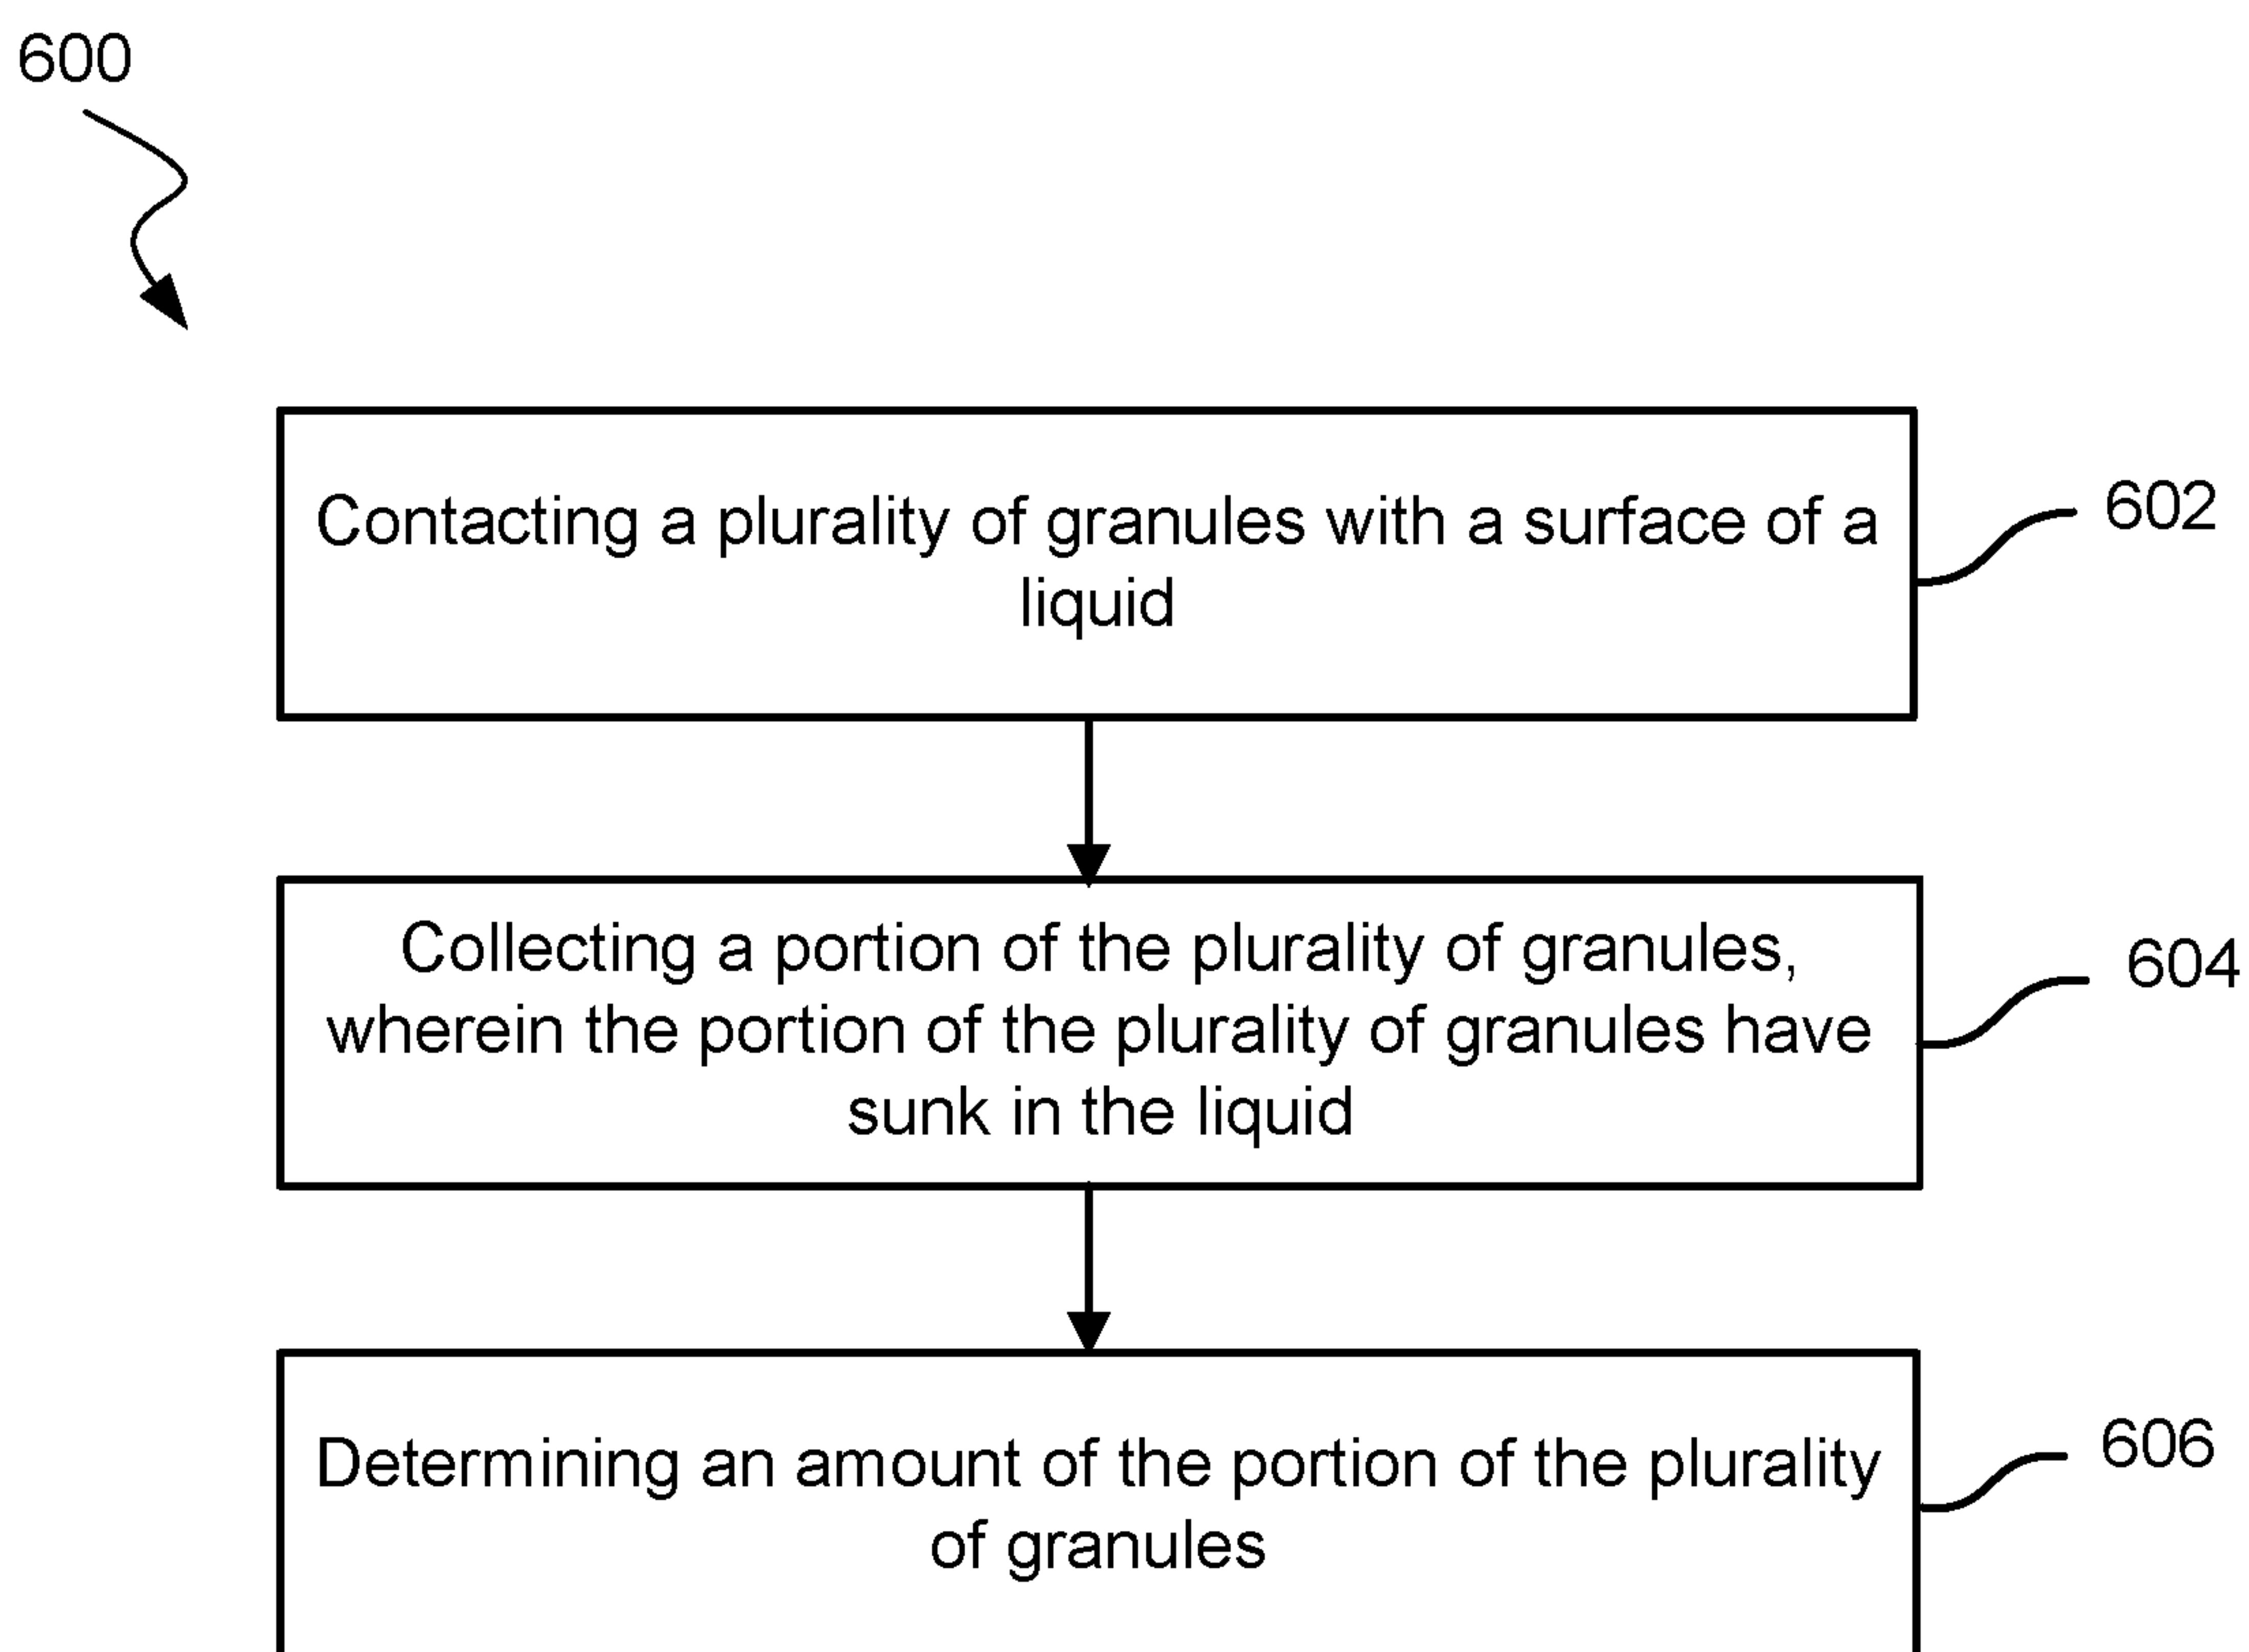 600
Contacting a plurality of granules with a surface of a
liquid
602
Collecting a portion of the plurality of granules,
wherein the portion of the plurality of granules have
sunk in the liquid
604
Determining an amount of the portion of the plurality
of granules
606